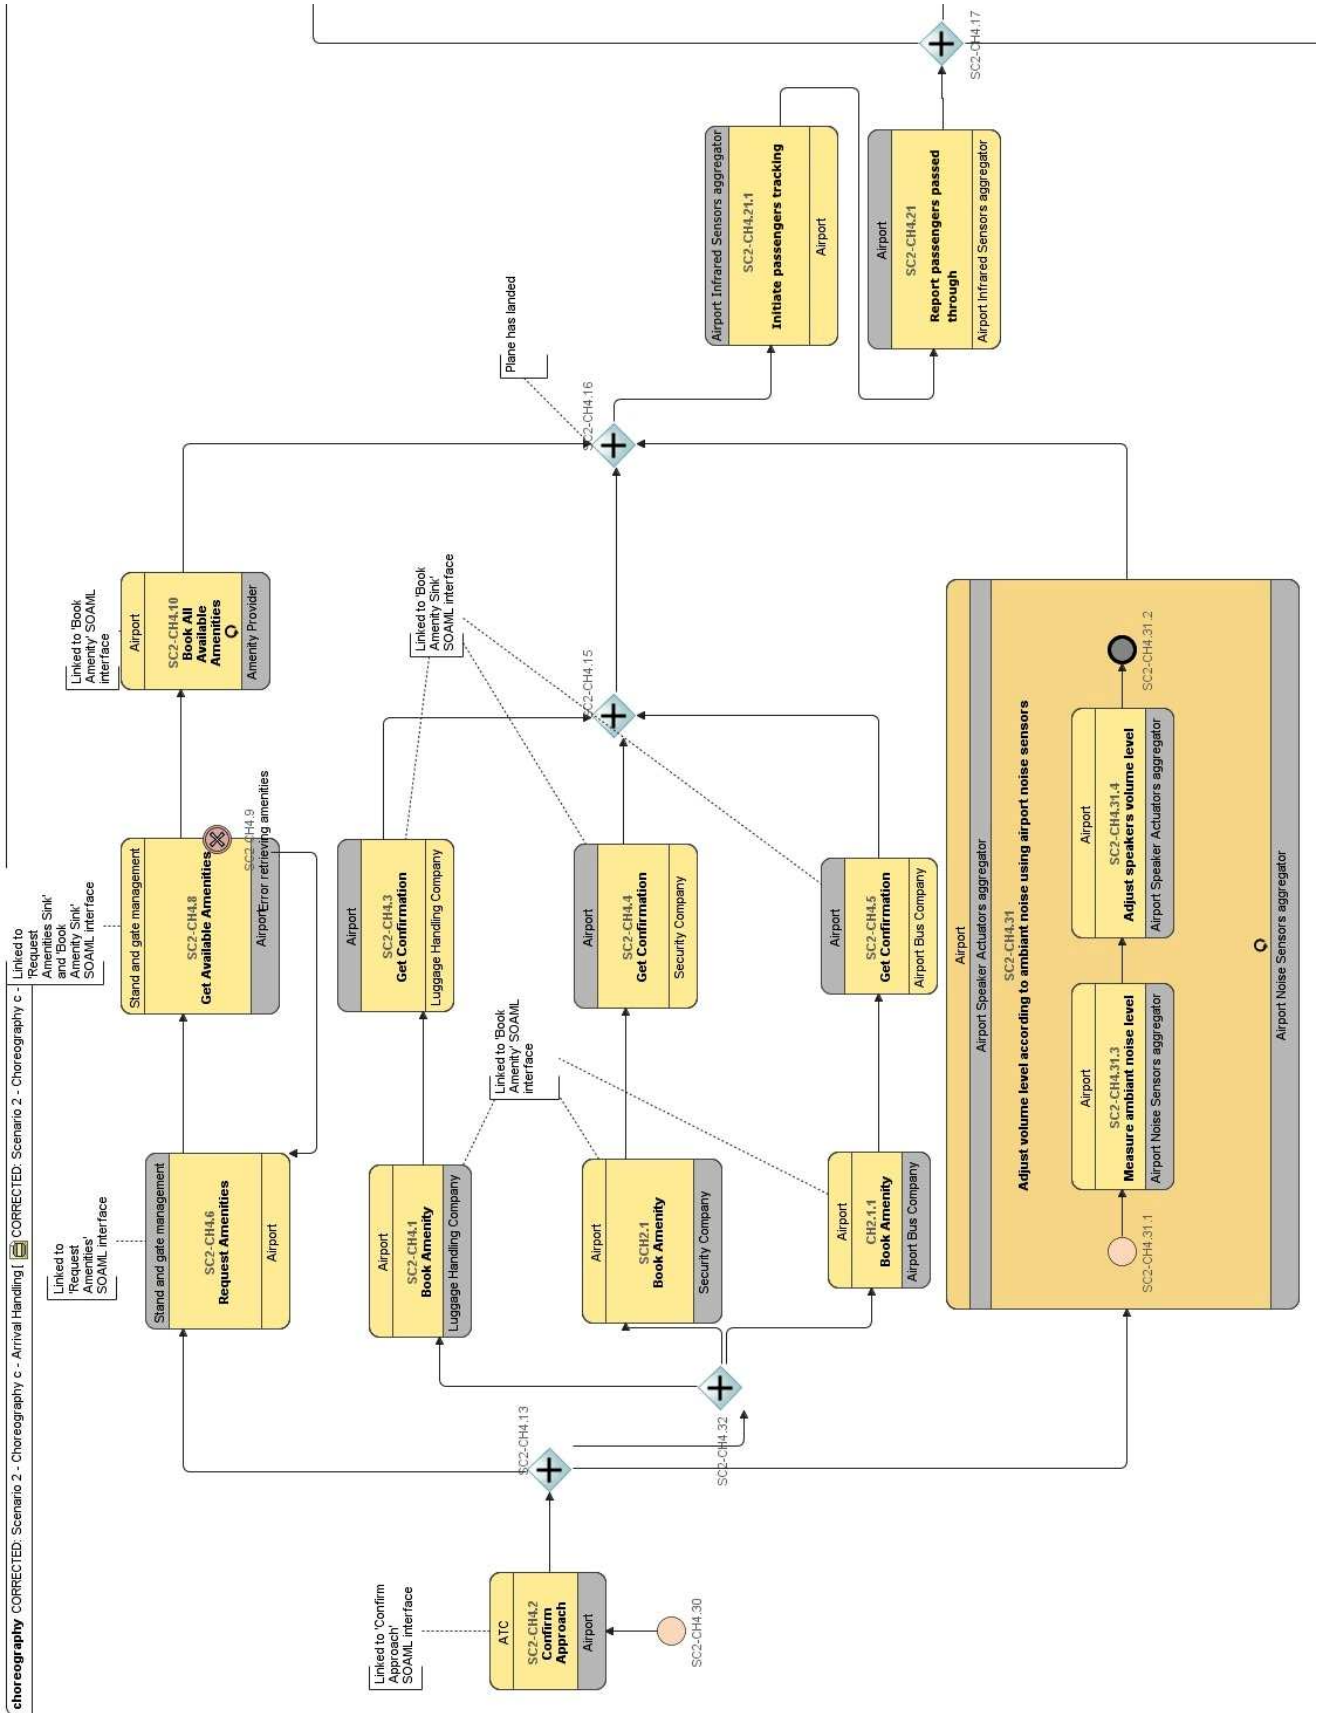 choreography CORRECTED: Scenario 2 - Choreography c - Arrival Handling [ CORRECTED: Scenario 2 - Choreography c -
Linked to 'Confirm
Approach'
SOAML interface
ATC
SC2-CH4.2
Confirm
Approach
Airport
SC2-CH4.30
SC2-CH4.13
SC2-CH4.32
Linked to
'Request
Amenities'
SOAML interface
Stand and gate management
SC2-CH4.6
Request Amenities
Airport
Airport
SC2-CH4.1
Book Amenity
Luggage Handling Company
Airport
SCH2.1
Book Amenity
Security Company
Airport
CH2.1.1
Book Amenity
Airport Bus Company
Linked to 'Book
Amenity' SOAML
interface
Linked to
'Request
Amenities Sink'
and 'Book
Amenity Sink'
SOAML interface
Stand and gate management
SC2-CH4.8
Get Available Amenities
Airport
SC2-CH4.9
Error retrieving amenities
Airport
SC2-CH4.3
Get Confirmation
Luggage Handling Company
Airport
SC2-CH4.4
Get Confirmation
Security Company
Airport
SC2-CH4.5
Get Confirmation
Airport Bus Company
Linked to 'Book
Amenity Sink'
SOAML interface
SC2-CH4.15
Linked to 'Book
Amenity' SOAML
interface
Airport
SC2-CH4.10
Book All
Available
Amenities
Amenity Provider
Airport
Airport Speaker Actuators aggregator
SC2-CH4.31
Adjust volume level according to ambiant noise using airport noise sensors
SC2-CH4.31.1
Airport
SC2-CH4.31.3
Measure ambiant noise level
Airport Noise Sensors aggregator
Airport
SC2-CH4.31.4
Adjust speakers volume level
Airport Speaker Actuators aggregator
SC2-CH4.31.2
Airport Noise Sensors aggregator
Plane has landed
SC2-CH4.16
Airport Infrared Sensors aggregator
SC2-CH4.21.1
Initiate passengers tracking
Airport
Airport
SC2-CH4.21
Report passengers passed
through
Airport Infrared Sensors aggregator
SC2-CH4.17